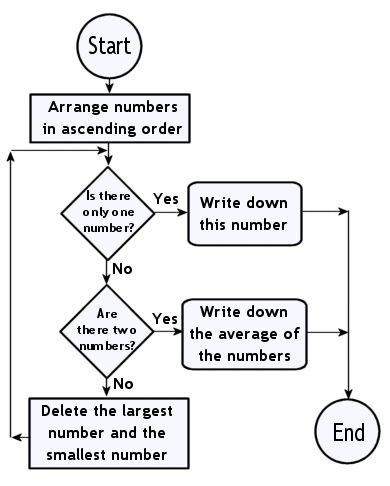 Start
Arrange numbers
in ascending order
Is there
only one
number?
Yes
Write down
this number
No
Are
there two
numbers?
Yes
Write down
the average of
the numbers
No
Delete the largest
number and the
smallest number
End